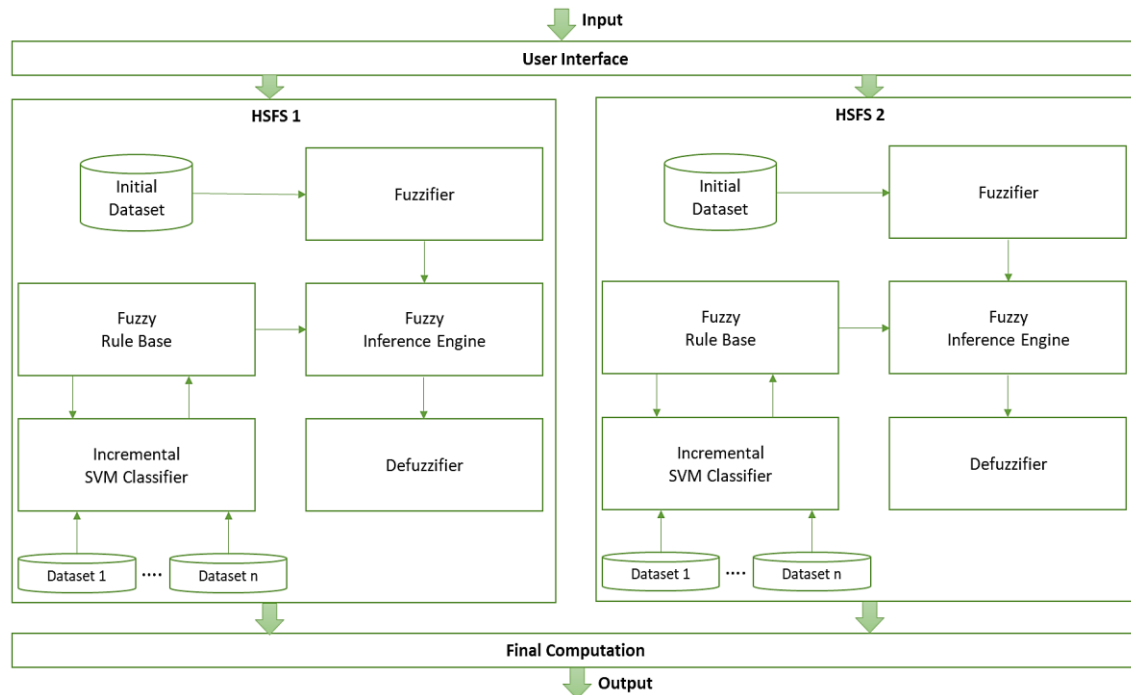 Input
User Interface
HSFS 1
Initial
Dataset
Fuzzifier
Fuzzy
Rule Base
Fuzzy
Inference Engine
Incremental
SVM Classifier
Defuzzifier
Dataset 1
....
Dataset n
HSFS 2
Initial
Dataset
Fuzzifier
Fuzzy
Rule Base
Fuzzy
Inference Engine
Incremental
SVM Classifier
Defuzzifier
Dataset 1
....
Dataset n
Final Computation
Output